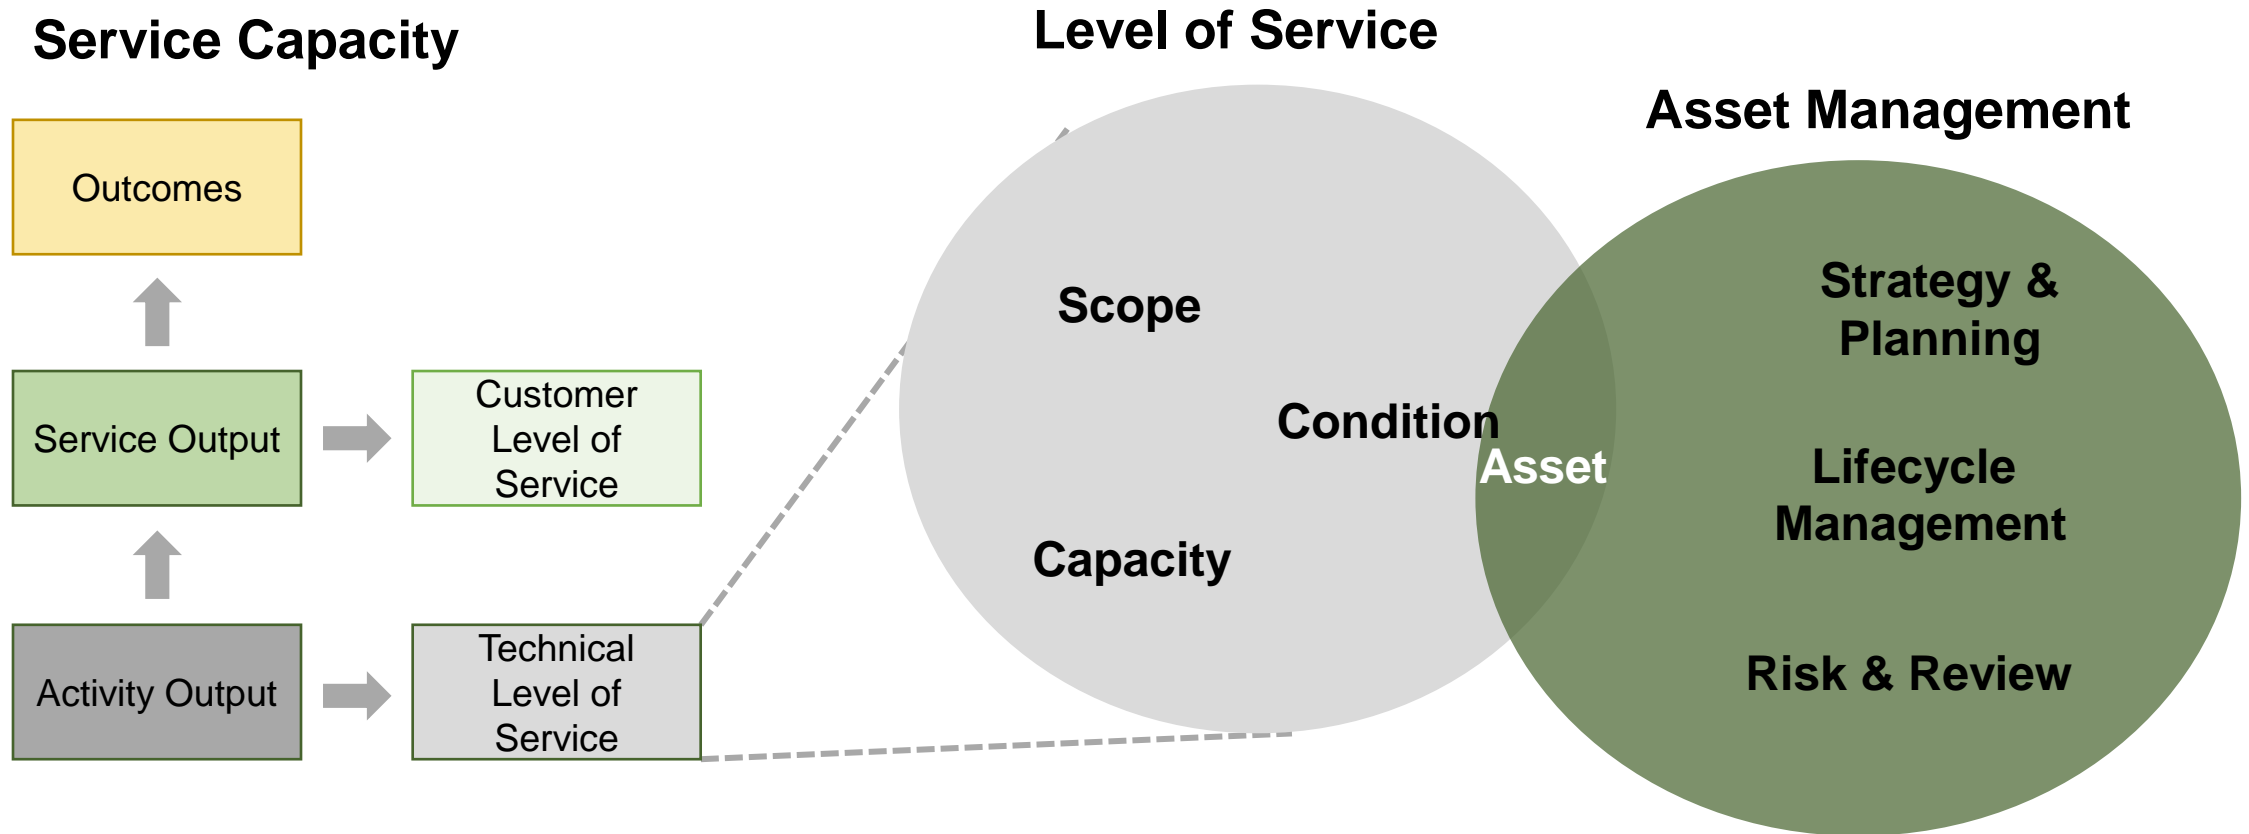 Service Capacity
Outcomes
Service Output
Customer
Level of
Service
Activity Output
Technical
Level of
Service
Level of Service
Scope
Condition
Capacity
Asset
Asset Management
Strategy &
Planning
Lifecycle
Management
Risk & Review